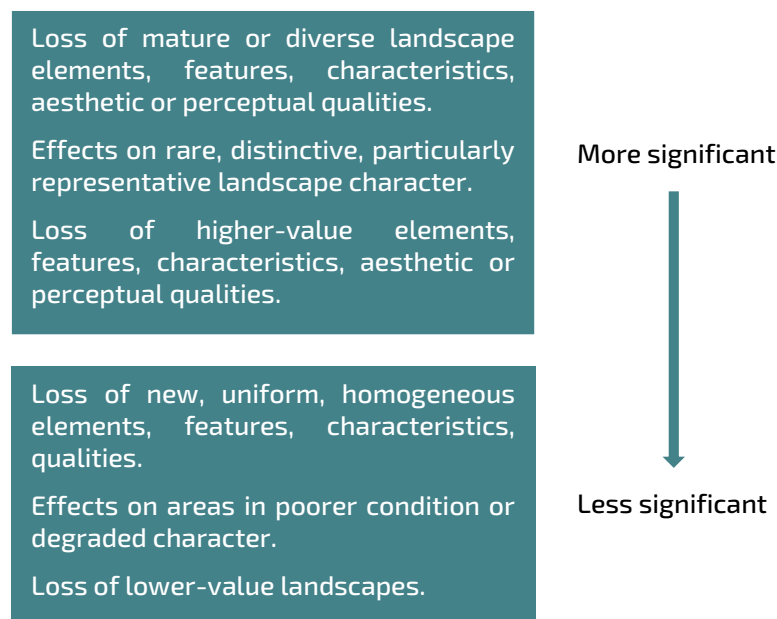 Loss of mature or diverse landscape
elements, features, characteristics,
aesthetic or perceptual qualities.
Effects on rare, distinctive, particularly
representative landscape character.
Loss of higher-value elements,
features, characteristics, aesthetic or
perceptual qualities.
More significant
Loss of new, uniform, homogeneous
elements, features, characteristics,
qualities.
Effects on areas in poorer condition or
degraded character.
Loss of lower-value landscapes.
Less significant